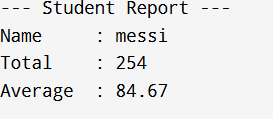 --- Student Report ---
Name    : messi
Total   : 254
Average : 84.67